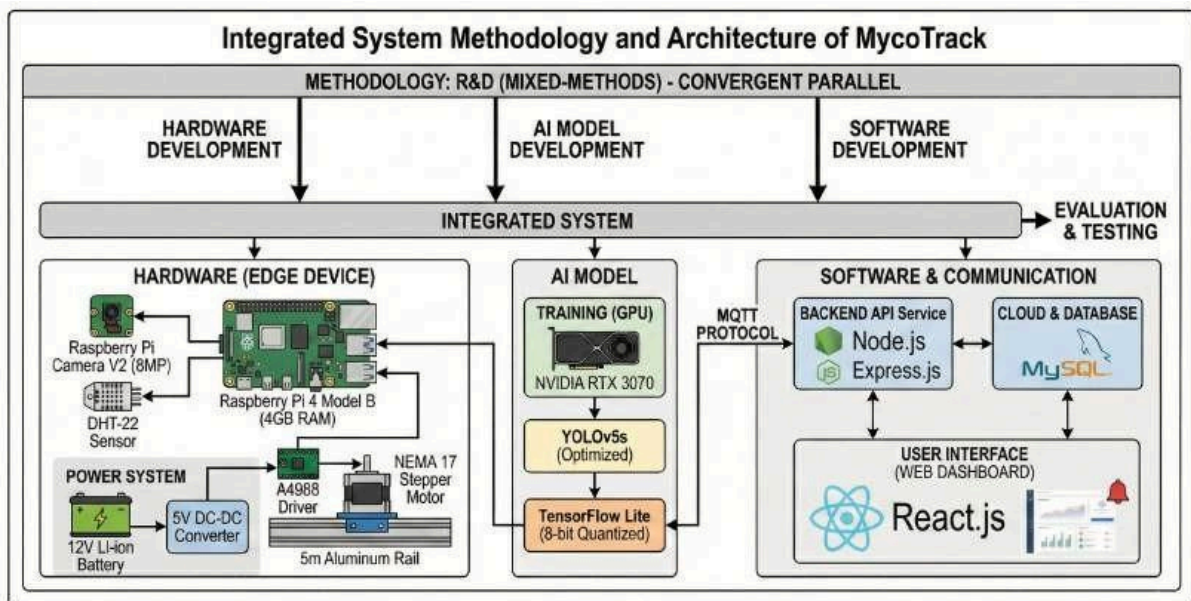 Integrated System Methodology and Architecture of MycoTrack
METHODOLOGY: R&D (MIXED-METHODS) - CONVERGENT PARALLEL
HARDWARE
DEVELOPMENT
AI MODEL
DEVELOPMENT
SOFTWARE
DEVELOPMENT
INTEGRATED SYSTEM
EVALUATION
& TESTING
HARDWARE (EDGE DEVICE)
Raspberry Pi
Camera V2 (8MP)
Raspberry Pi 4 Model B
(4GB RAM)
DHT-22
Sensor
POWER SYSTEM
12V LI-ion
Battery
5V DC-DC
Converter
A4988
Driver
NEMA 17
Stepper
Motor
5m Aluminum Rail
AI MODEL
TRAINING (GPU)
NVIDIA RTX 3070
YOLOv5s
(Optimized)
TensorFlow Lite
(8-bit Quantized)
MQTT
PROTOCOL
SOFTWARE & COMMUNICATION
BACKEND API Service
Node.js
JS Express.js
CLOUD & DATABASE
MySQL
USER INTERFACE
(WEB DASHBOARD)
React.js